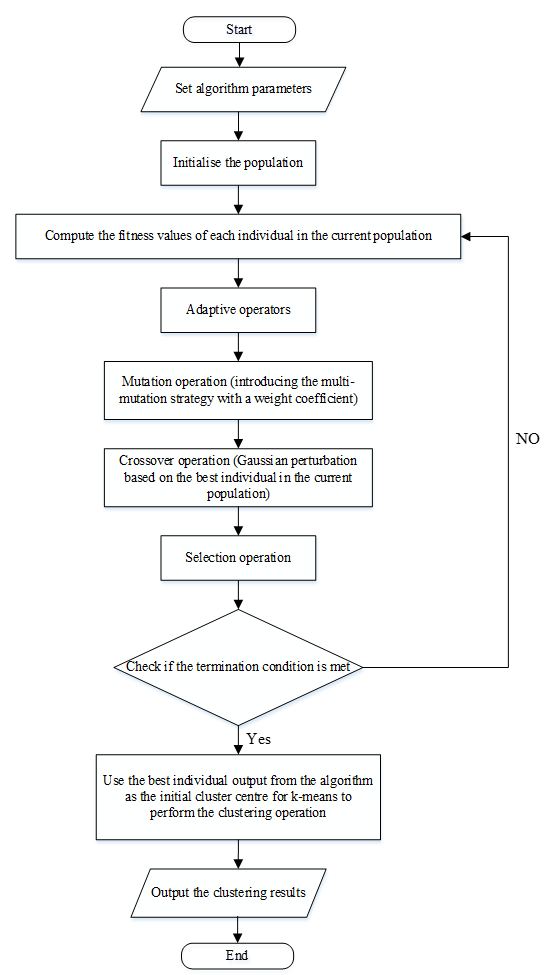 Start
Set algorithm parameters
Initialise the population
Compute the fitness values of each individual in the current population
Adaptive operators
Mutation operation (introducing the multi-
mutation strategy with a weight coefficient)
Crossover operation (Gaussian perturbation
based on the best individual in the current
population)
Selection operation
Check if the termination condition is met
NO
Yes
Use the best individual output from the algorithm
as the initial cluster centre for k-means to
perform the clustering operation
Output the clustering results
End